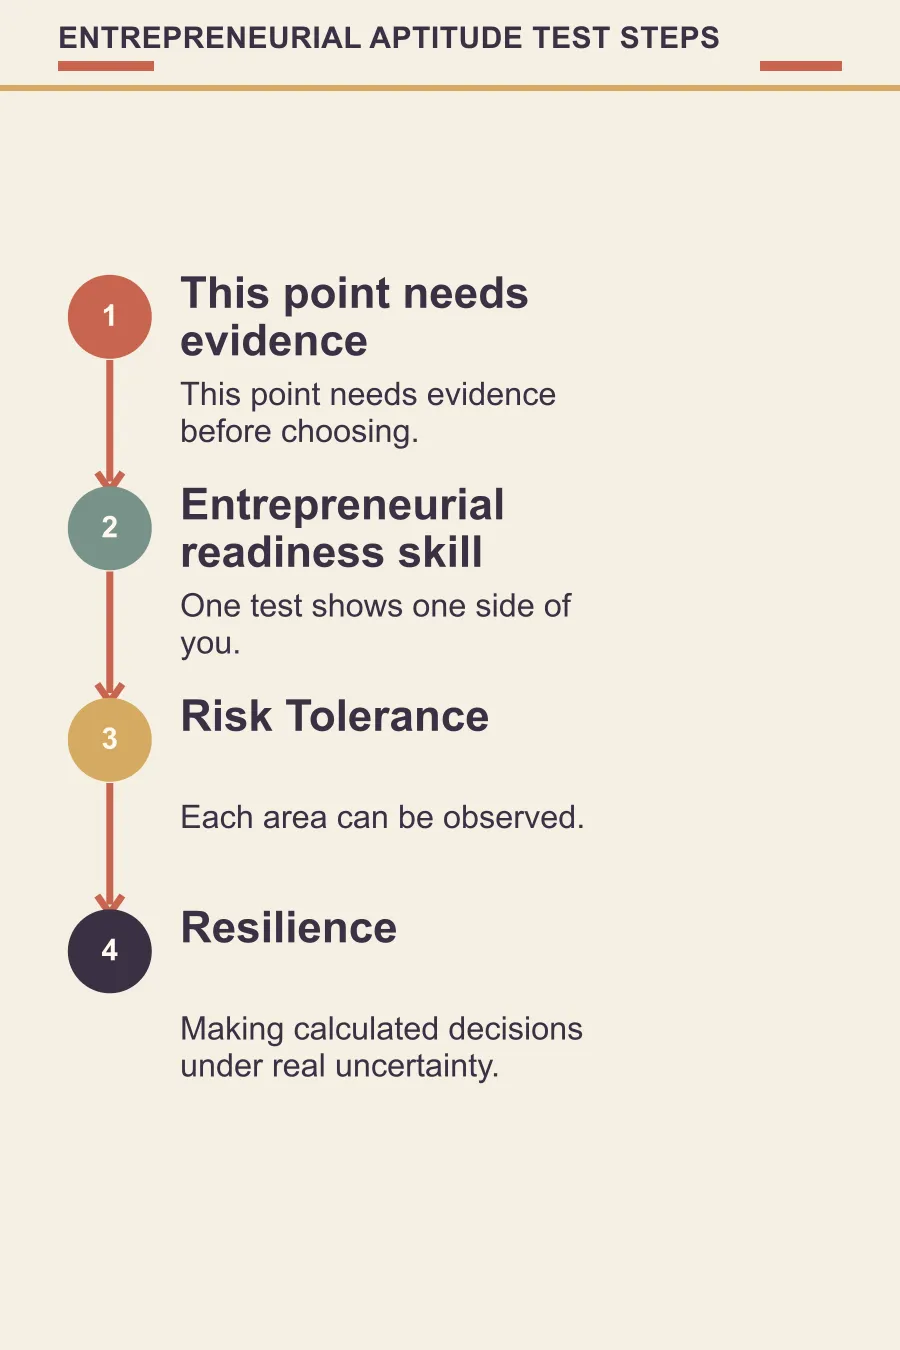 ENTREPRENEURIAL APTITUDE TEST STEPS
1
This point needs
evidence
This point needs evidence
before choosing.
2
Entrepreneurial
readiness skill
One test shows one side of
you.
3
Risk Tolerance
Each area can be observed.
4
Resilience
Making calculated decisions
under real uncertainty.